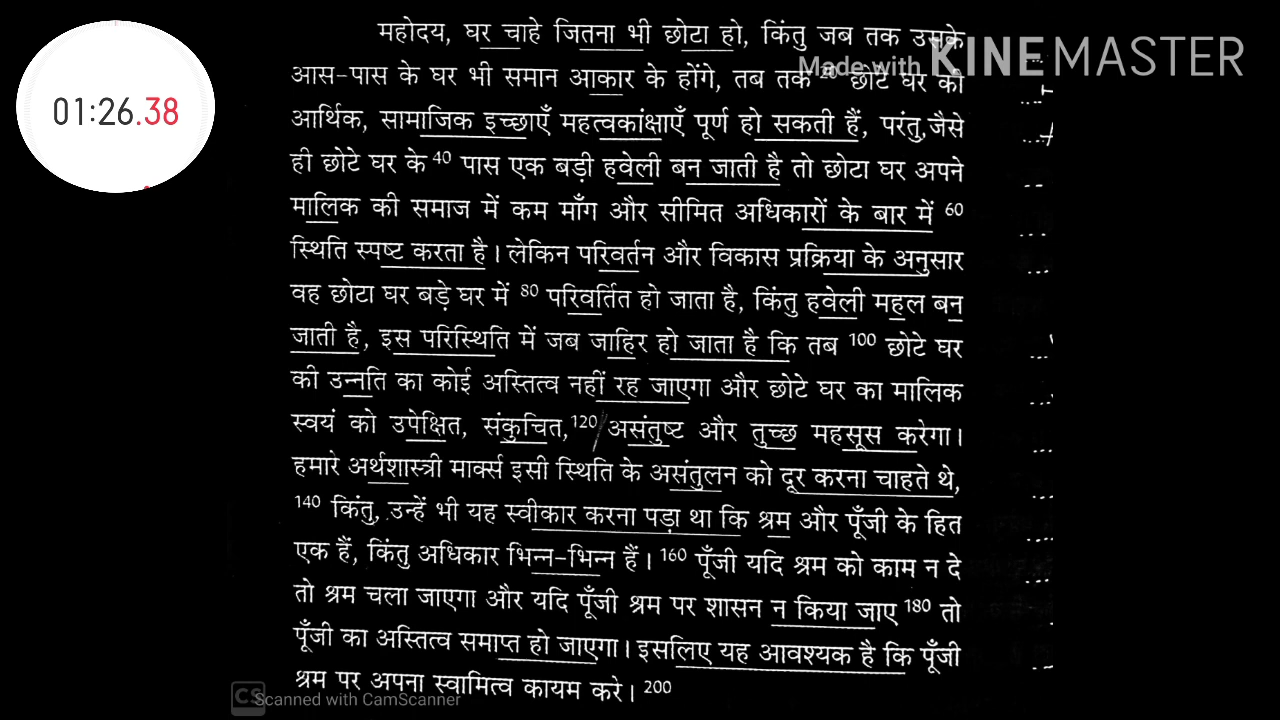 महोदय, घर चाहे जितना भी छोटा हो, किंतु जब तक उसके
Made with KINEMASTER
आस-पास के घर भी समान आकार के होंगे, तब तक 20 छोटे घर की
01:26.38
आर्थिक, सामाजिक इच्छाएँ महत्वकांक्षाएँ पूर्ण हो सकती हैं, परंतु,जैसे
ही छोटे घर के 40 पास एक बड़ी हवेली बन जाती है तो छोटा घर अपने
मालिक की समाज में कम माँग और सीमित अधिकारों के बार में 60
स्थिति स्पष्ट करता है। लेकिन परिवर्तन और विकास प्रक्रिया के अनुसार
वह छोटा घर बड़े घर में 80 परिवर्तित हो जाता है, किंतु हवेली महल बन
जाती है, इस परिस्थिति में जब जाहिर हो जाता है कि तब 100 छोटे घर
की उन्नति का कोई अस्तित्व नहीं रह जाएगा और छोटे घर का मालिक
स्वयं को उपेक्षित, संकुचित,120 असंतुष्ट और तुच्छ महसूस करेगा।
हमारे अर्थशास्त्री मार्क्स इसी स्थिति के असंतुलन को दूर करना चाहते थे,
140 किंतु, उन्हें भी यह स्वीकार करना पड़ा था कि श्रम और पूँजी के हित
एक हैं, किंतु अधिकार भिन्न-भिन्न हैं। 160 पूँजी यदि श्रम को काम न दे
तो श्रम चला जाएगा और यदि पूँजी श्रम पर शासन न किया जाए 180 तो
पूँजी का अस्तित्व समाप्त हो जाएगा। इसलिए यह आवश्यक है कि पूँजी
श्रम पर अपना स्वामित्व कायम करे। 200
CS Scanned with CamScanner